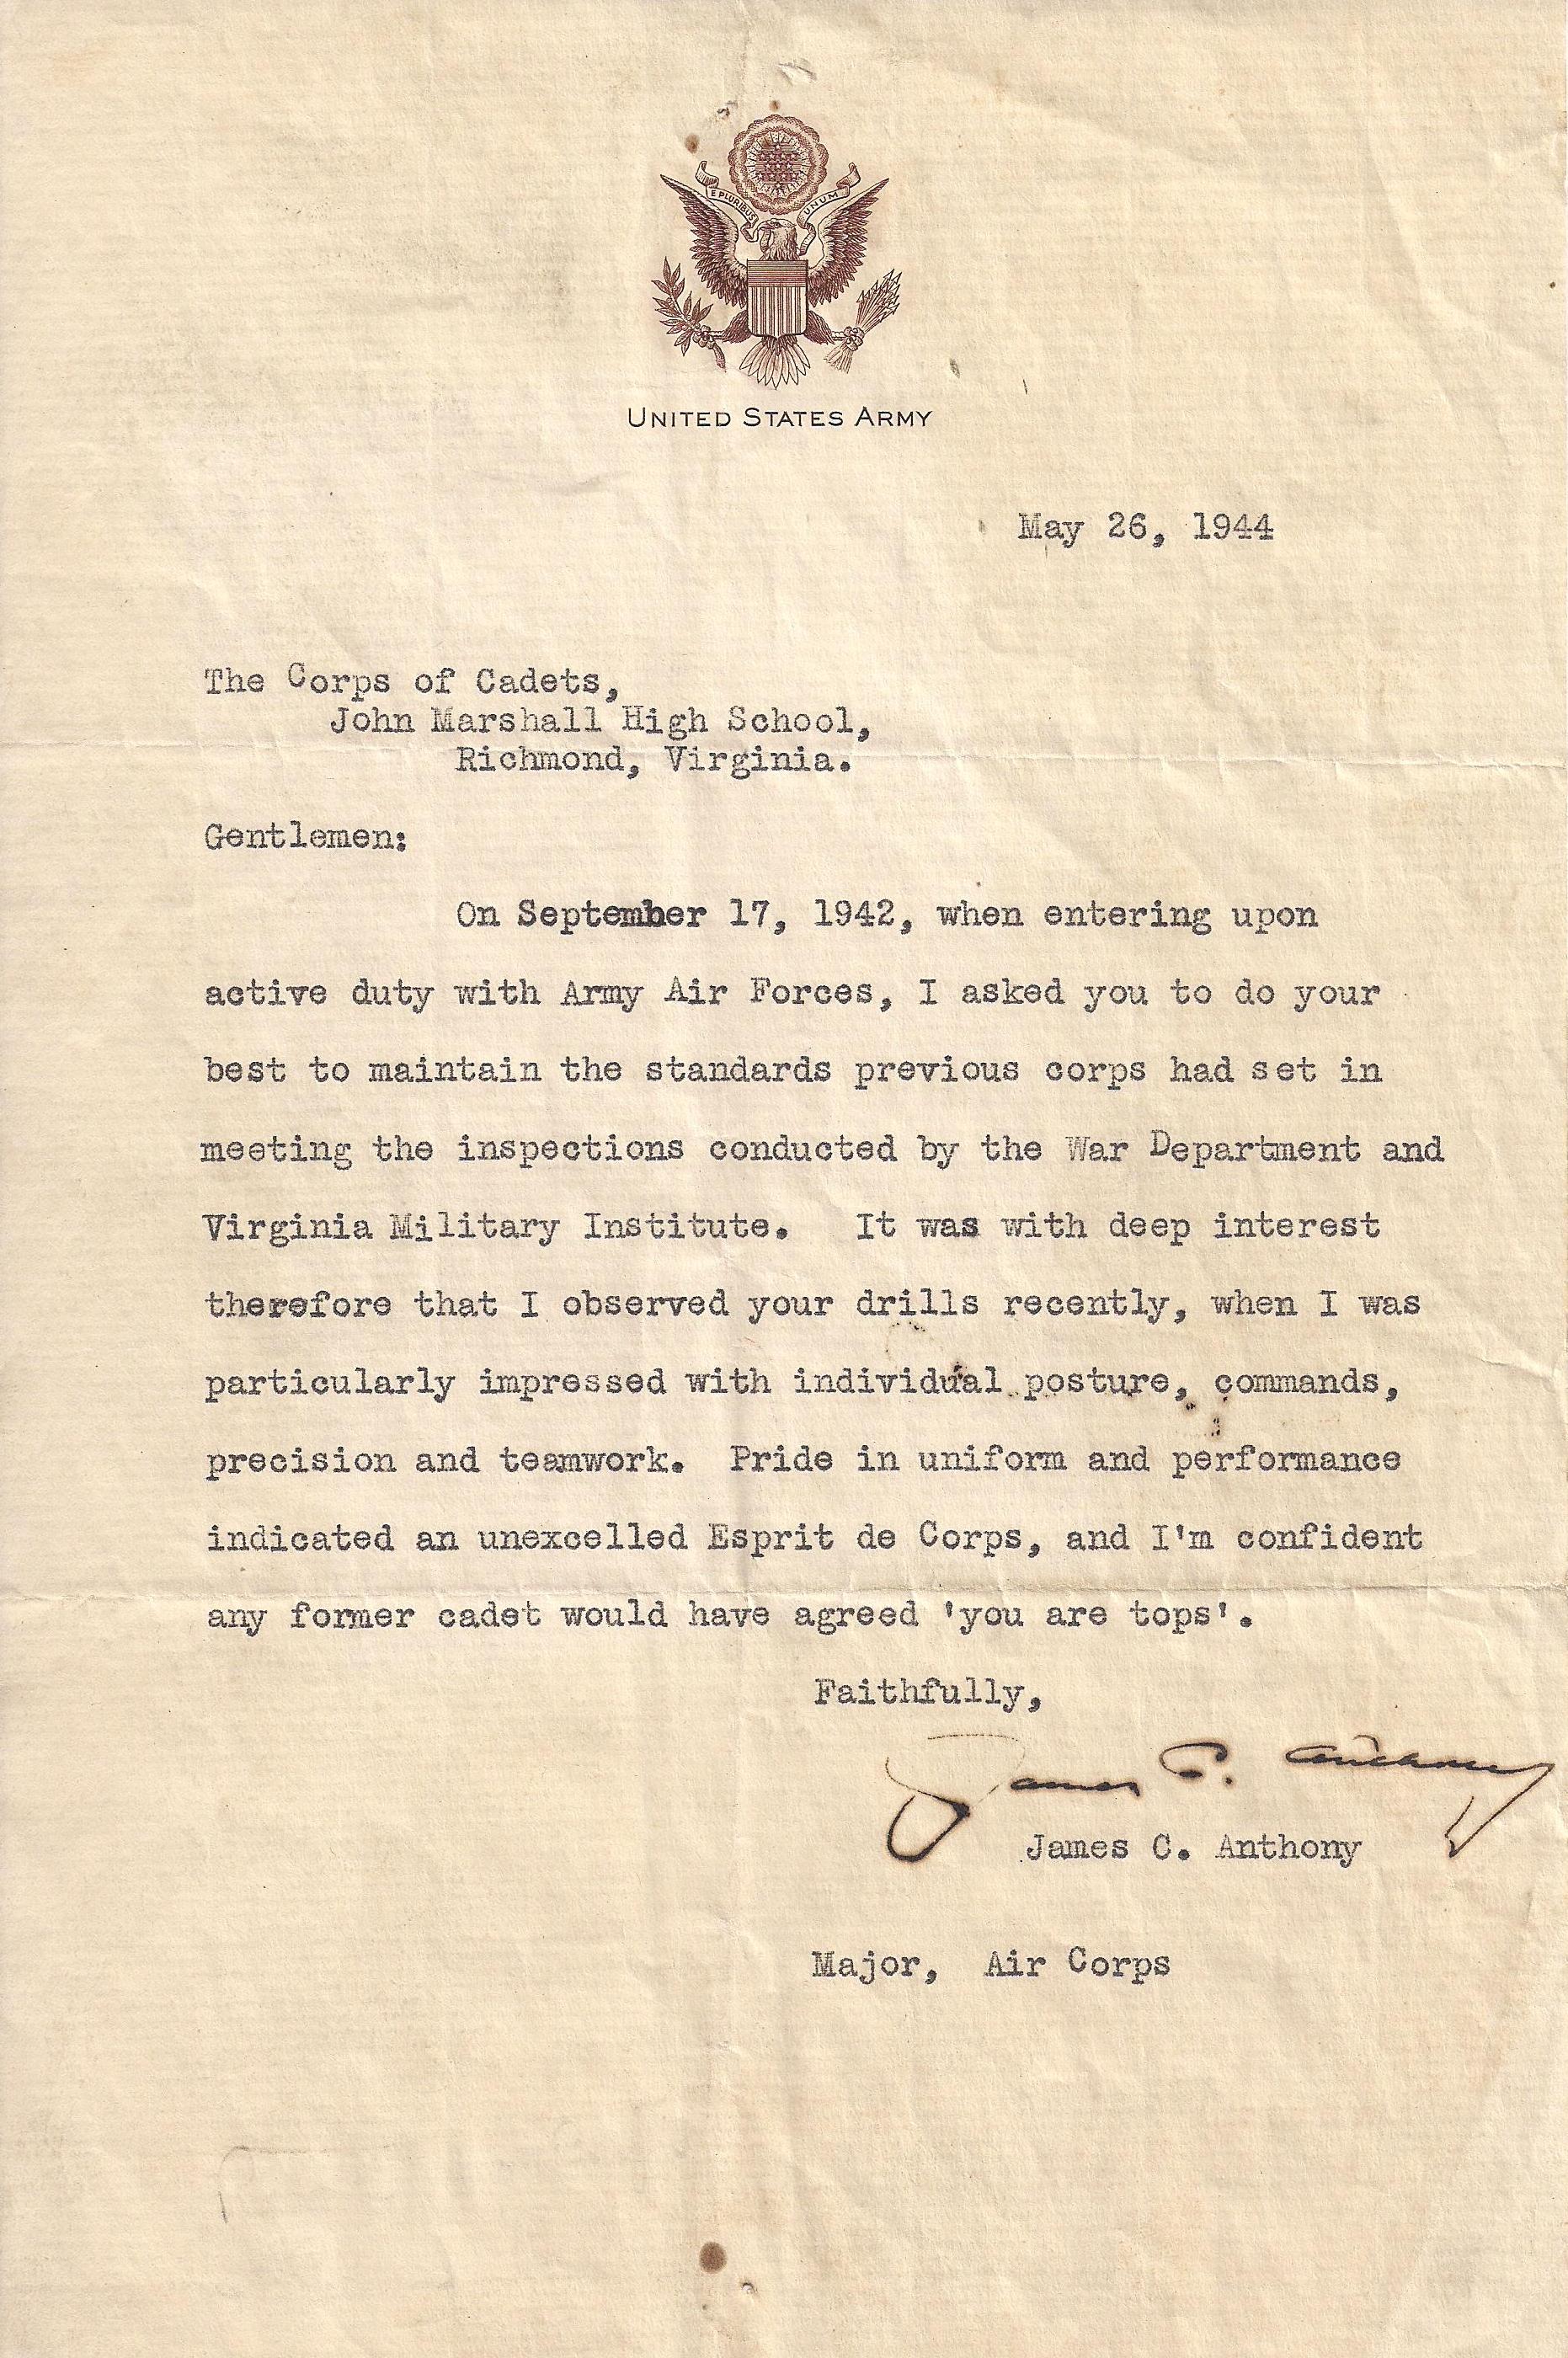 E PLURIBUS UNUM
UNITED STATES ARMY
May 26, 1944
The Corps of Cadets,
John Marshall High School,
Richmond, Virginia.
Gentlemen:
On September 17, 1942, when entering upon
active duty with Army Air Forces, I asked you to do your
best to maintain the standards previous corps had set in
meeting the inspections conducted by the War Department and
Virginia Military Institute. It was with deep interest
therefore that I observed your drills recently, when I was
particularly impressed with individual posture, commands,
precision and teamwork. Pride in uniform and performance
indicated an unexcelled Esprit de Corps, and I'm confident
any former cadet would have agreed 'you are tops'.
Faithfully,
James C. Anthony
James C. Anthony
Major, Air Corps